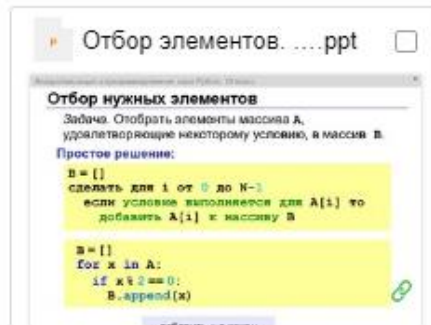 Отбор элементов. ....ppt
Отбор нужных элементов
Задача. Отобрать элементы массива A,
удовлетворяющие некоторому условию, в массив B.
Простое решение:
B = []
сделать для i от 0 до N-1
если условие выполняется для A[i] то
добавить A[i] к массиву B
B = []
for x in A:
if x % 2 == 0:
B.append(x)